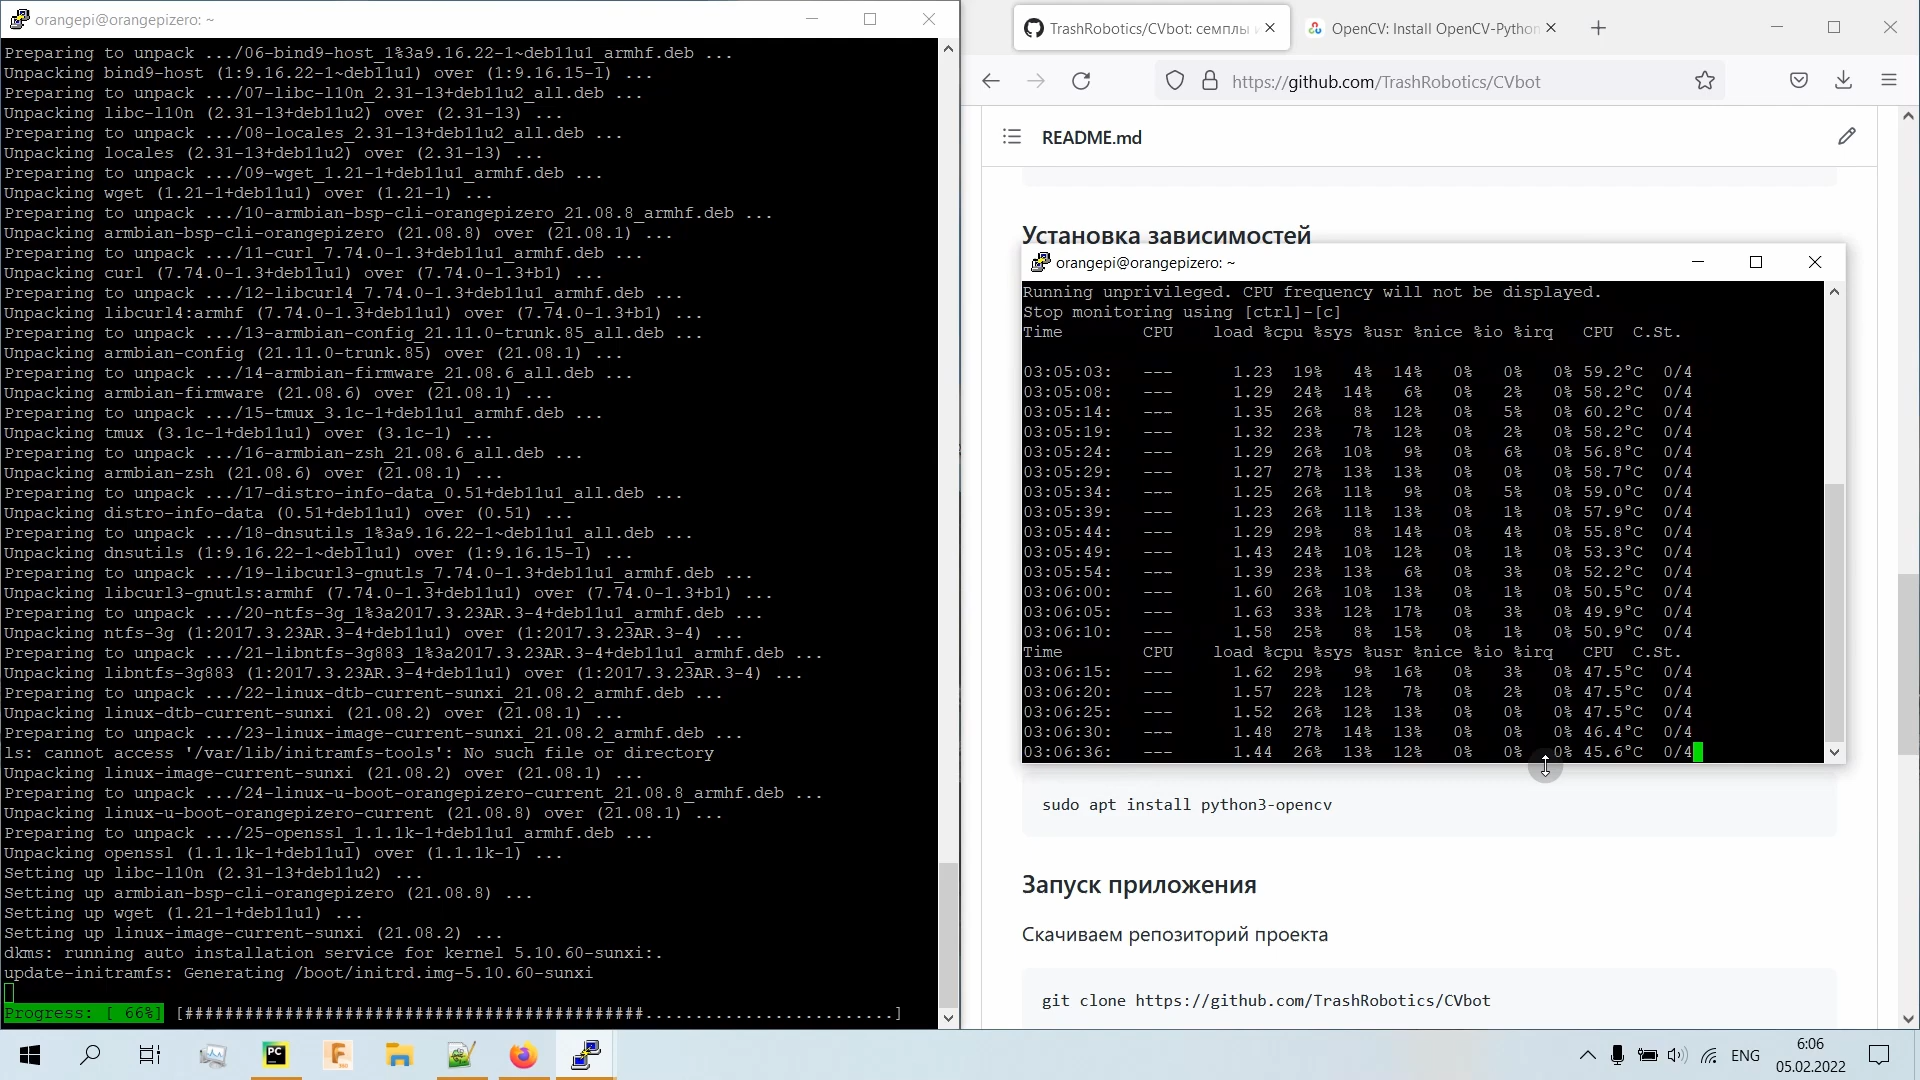 orangepi@orangepizero: ~
Preparing to unpack .../06-bind9-host_1%3a9.16.22-1~deb11u1_armhf.deb ...
Unpacking bind9-host (1:9.16.22-1~deb11u1) over (1:9.16.15-1) ...
Preparing to unpack .../07-libc-l10n_2.31-13+deb11u2_all.deb ...
Unpacking libc-l10n (2.31-13+deb11u2) over (2.31-13) ...
Preparing to unpack .../08-locales_2.31-13+deb11u2_all.deb ...
Unpacking locales (2.31-13+deb11u2) over (2.31-13) ...
Preparing to unpack .../09-wget_1.21-1+deb11u1_armhf.deb ...
Unpacking wget (1.21-1+deb11u1) over (1.21-1) ...
Preparing to unpack .../10-armbian-bsp-cli-orangepizero_21.08.8_armhf.deb ...
Unpacking armbian-bsp-cli-orangepizero (21.08.8) over (21.08.1) ...
Preparing to unpack .../11-curl_7.74.0-1.3+deb11u1_armhf.deb ...
Unpacking curl (7.74.0-1.3+deb11u1) over (7.74.0-1.3+b1) ...
Preparing to unpack .../12-libcurl4_7.74.0-1.3+deb11u1_armhf.deb ...
Unpacking libcurl4:armhf (7.74.0-1.3+deb11u1) over (7.74.0-1.3+b1) ...
Preparing to unpack .../13-armbian-config_21.11.0-trunk.85_all.deb ...
Unpacking armbian-config (21.11.0-trunk.85) over (21.08.1) ...
Preparing to unpack .../14-armbian-firmware_21.08.6_all.deb ...
Unpacking armbian-firmware (21.08.6) over (21.08.1) ...
Preparing to unpack .../15-tmux_3.1c-1+deb11u1_armhf.deb ...
Unpacking tmux (3.1c-1+deb11u1) over (3.1c-1) ...
Preparing to unpack .../16-armbian-zsh_21.08.6_all.deb ...
Unpacking armbian-zsh (21.08.6) over (21.08.1) ...
Preparing to unpack .../17-distro-info-data_0.51+deb11u1_all.deb ...
Unpacking distro-info-data (0.51+deb11u1) over (0.51) ...
Preparing to unpack .../18-dnsutils_1%3a9.16.22-1~deb11u1_all.deb ...
Unpacking dnsutils (1:9.16.22-1~deb11u1) over (1:9.16.15-1) ...
Preparing to unpack .../19-libcurl3-gnutls_7.74.0-1.3+deb11u1_armhf.deb ...
Unpacking libcurl3-gnutls:armhf (7.74.0-1.3+deb11u1) over (7.74.0-1.3+b1) ...
Preparing to unpack .../20-ntfs-3g_1%3a2017.3.23AR.3-4+deb11u1_armhf.deb ...
Unpacking ntfs-3g (1:2017.3.23AR.3-4+deb11u1) over (1:2017.3.23AR.3-4) ...
Preparing to unpack .../21-libntfs-3g883_1%3a2017.3.23AR.3-4+deb11u1_armhf.deb ...
Unpacking libntfs-3g883 (1:2017.3.23AR.3-4+deb11u1) over (1:2017.3.23AR.3-4) ...
Preparing to unpack .../22-linux-dtb-current-sunxi_21.08.2_armhf.deb ...
Unpacking linux-dtb-current-sunxi (21.08.2) over (21.08.1) ...
Preparing to unpack .../23-linux-image-current-sunxi_21.08.2_armhf.deb ...
ls: cannot access '/var/lib/initramfs-tools': No such file or directory
Unpacking linux-image-current-sunxi (21.08.2) over (21.08.1) ...
Preparing to unpack .../24-linux-u-boot-orangepizero-current_21.08.8_armhf.deb ...
Unpacking linux-u-boot-orangepizero-current (21.08.8) over (21.08.1) ...
Preparing to unpack .../25-openssl_1.1.1k-1+deb11u1_armhf.deb ...
Unpacking openssl (1.1.1k-1+deb11u1) over (1.1.1k-1) ...
Setting up libc-l10n (2.31-13+deb11u2) ...
Setting up armbian-bsp-cli-orangepizero (21.08.8) ...
Setting up wget (1.21-1+deb11u1) ...
Setting up linux-image-current-sunxi (21.08.2) ...
dkms: running auto installation service for kernel 5.10.60-sunxi:.
update-initramfs: Generating /boot/initrd.img-5.10.60-sunxi
Progress: [ 66%] [##############################################.........................]
TrashRobotics/CVbot: семплы
OpenCV: Install OpenCV-Python
https://github.com/TrashRobotics/CVbot
README.md
Установка зависимостей
orangepi@orangepizero: ~
Running unprivileged. CPU frequency will not be displayed.
Stop monitoring using [ctrl]-[c]
Time CPU load %cpu %sys %usr %nice %io %irq CPU C.St.
03:05:03: --- 1.23 19% 4% 14% 0% 0% 0% 59.2°C 0/4
03:05:08: --- 1.29 24% 14% 6% 0% 2% 0% 58.2°C 0/4
03:05:14: --- 1.35 26% 8% 12% 0% 5% 0% 60.2°C 0/4
03:05:19: --- 1.32 23% 7% 12% 0% 2% 0% 58.2°C 0/4
03:05:24: --- 1.29 26% 10% 9% 0% 6% 0% 56.8°C 0/4
03:05:29: --- 1.27 27% 13% 13% 0% 0% 0% 58.7°C 0/4
03:05:34: --- 1.25 26% 11% 9% 0% 5% 0% 59.0°C 0/4
03:05:39: --- 1.23 26% 11% 13% 0% 1% 0% 57.9°C 0/4
03:05:44: --- 1.29 29% 8% 14% 0% 4% 0% 55.8°C 0/4
03:05:49: --- 1.43 24% 10% 12% 0% 1% 0% 53.3°C 0/4
03:05:54: --- 1.39 23% 13% 6% 0% 3% 0% 52.2°C 0/4
03:06:00: --- 1.60 26% 10% 13% 0% 1% 0% 50.5°C 0/4
03:06:05: --- 1.63 33% 12% 17% 0% 3% 0% 49.9°C 0/4
03:06:10: --- 1.58 25% 8% 15% 0% 1% 0% 50.9°C 0/4
Time CPU load %cpu %sys %usr %nice %io %irq CPU C.St.
03:06:15: --- 1.62 29% 9% 16% 0% 3% 0% 47.5°C 0/4
03:06:20: --- 1.57 22% 12% 7% 0% 2% 0% 47.5°C 0/4
03:06:25: --- 1.52 26% 12% 13% 0% 0% 0% 47.5°C 0/4
03:06:30: --- 1.48 27% 14% 13% 0% 0% 0% 46.4°C 0/4
03:06:36: --- 1.44 26% 13% 12% 0% 0% 0% 45.6°C 0/4
sudo apt install python3-opencv
Запуск приложения
Скачиваем репозиторий проекта
git clone https://github.com/TrashRobotics/CVbot
PC
ENG
6:06
05.02.2022